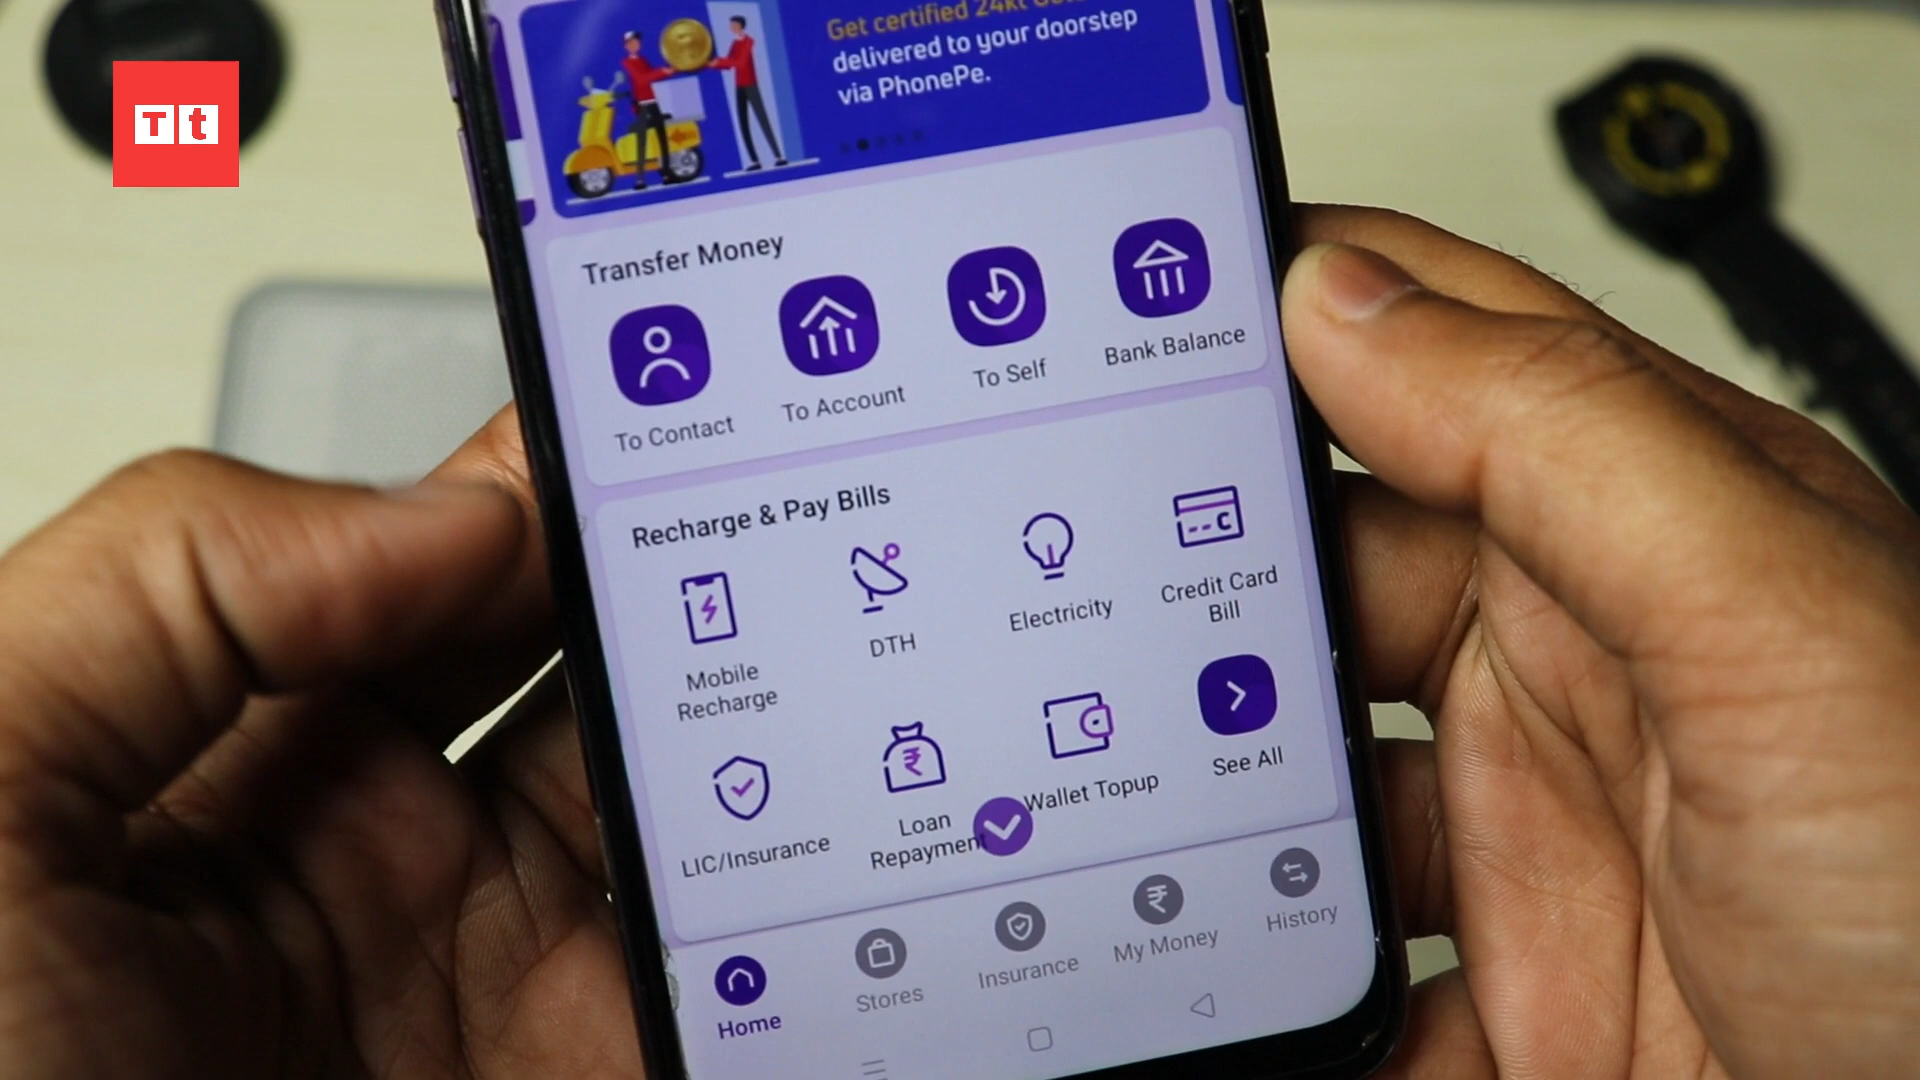 Tt
Get certified 24kt
delivered to your doorstep
via PhonePe.
Transfer Money
To Contact
To Account
To Self
Bank Balance
Recharge & Pay Bills
Mobile
Recharge
DTH
Electricity
Credit Card
Bill
LIC/Insurance
Loan
Repayment
Wallet Topup
See All
Home
Stores
Insurance
My Money
History